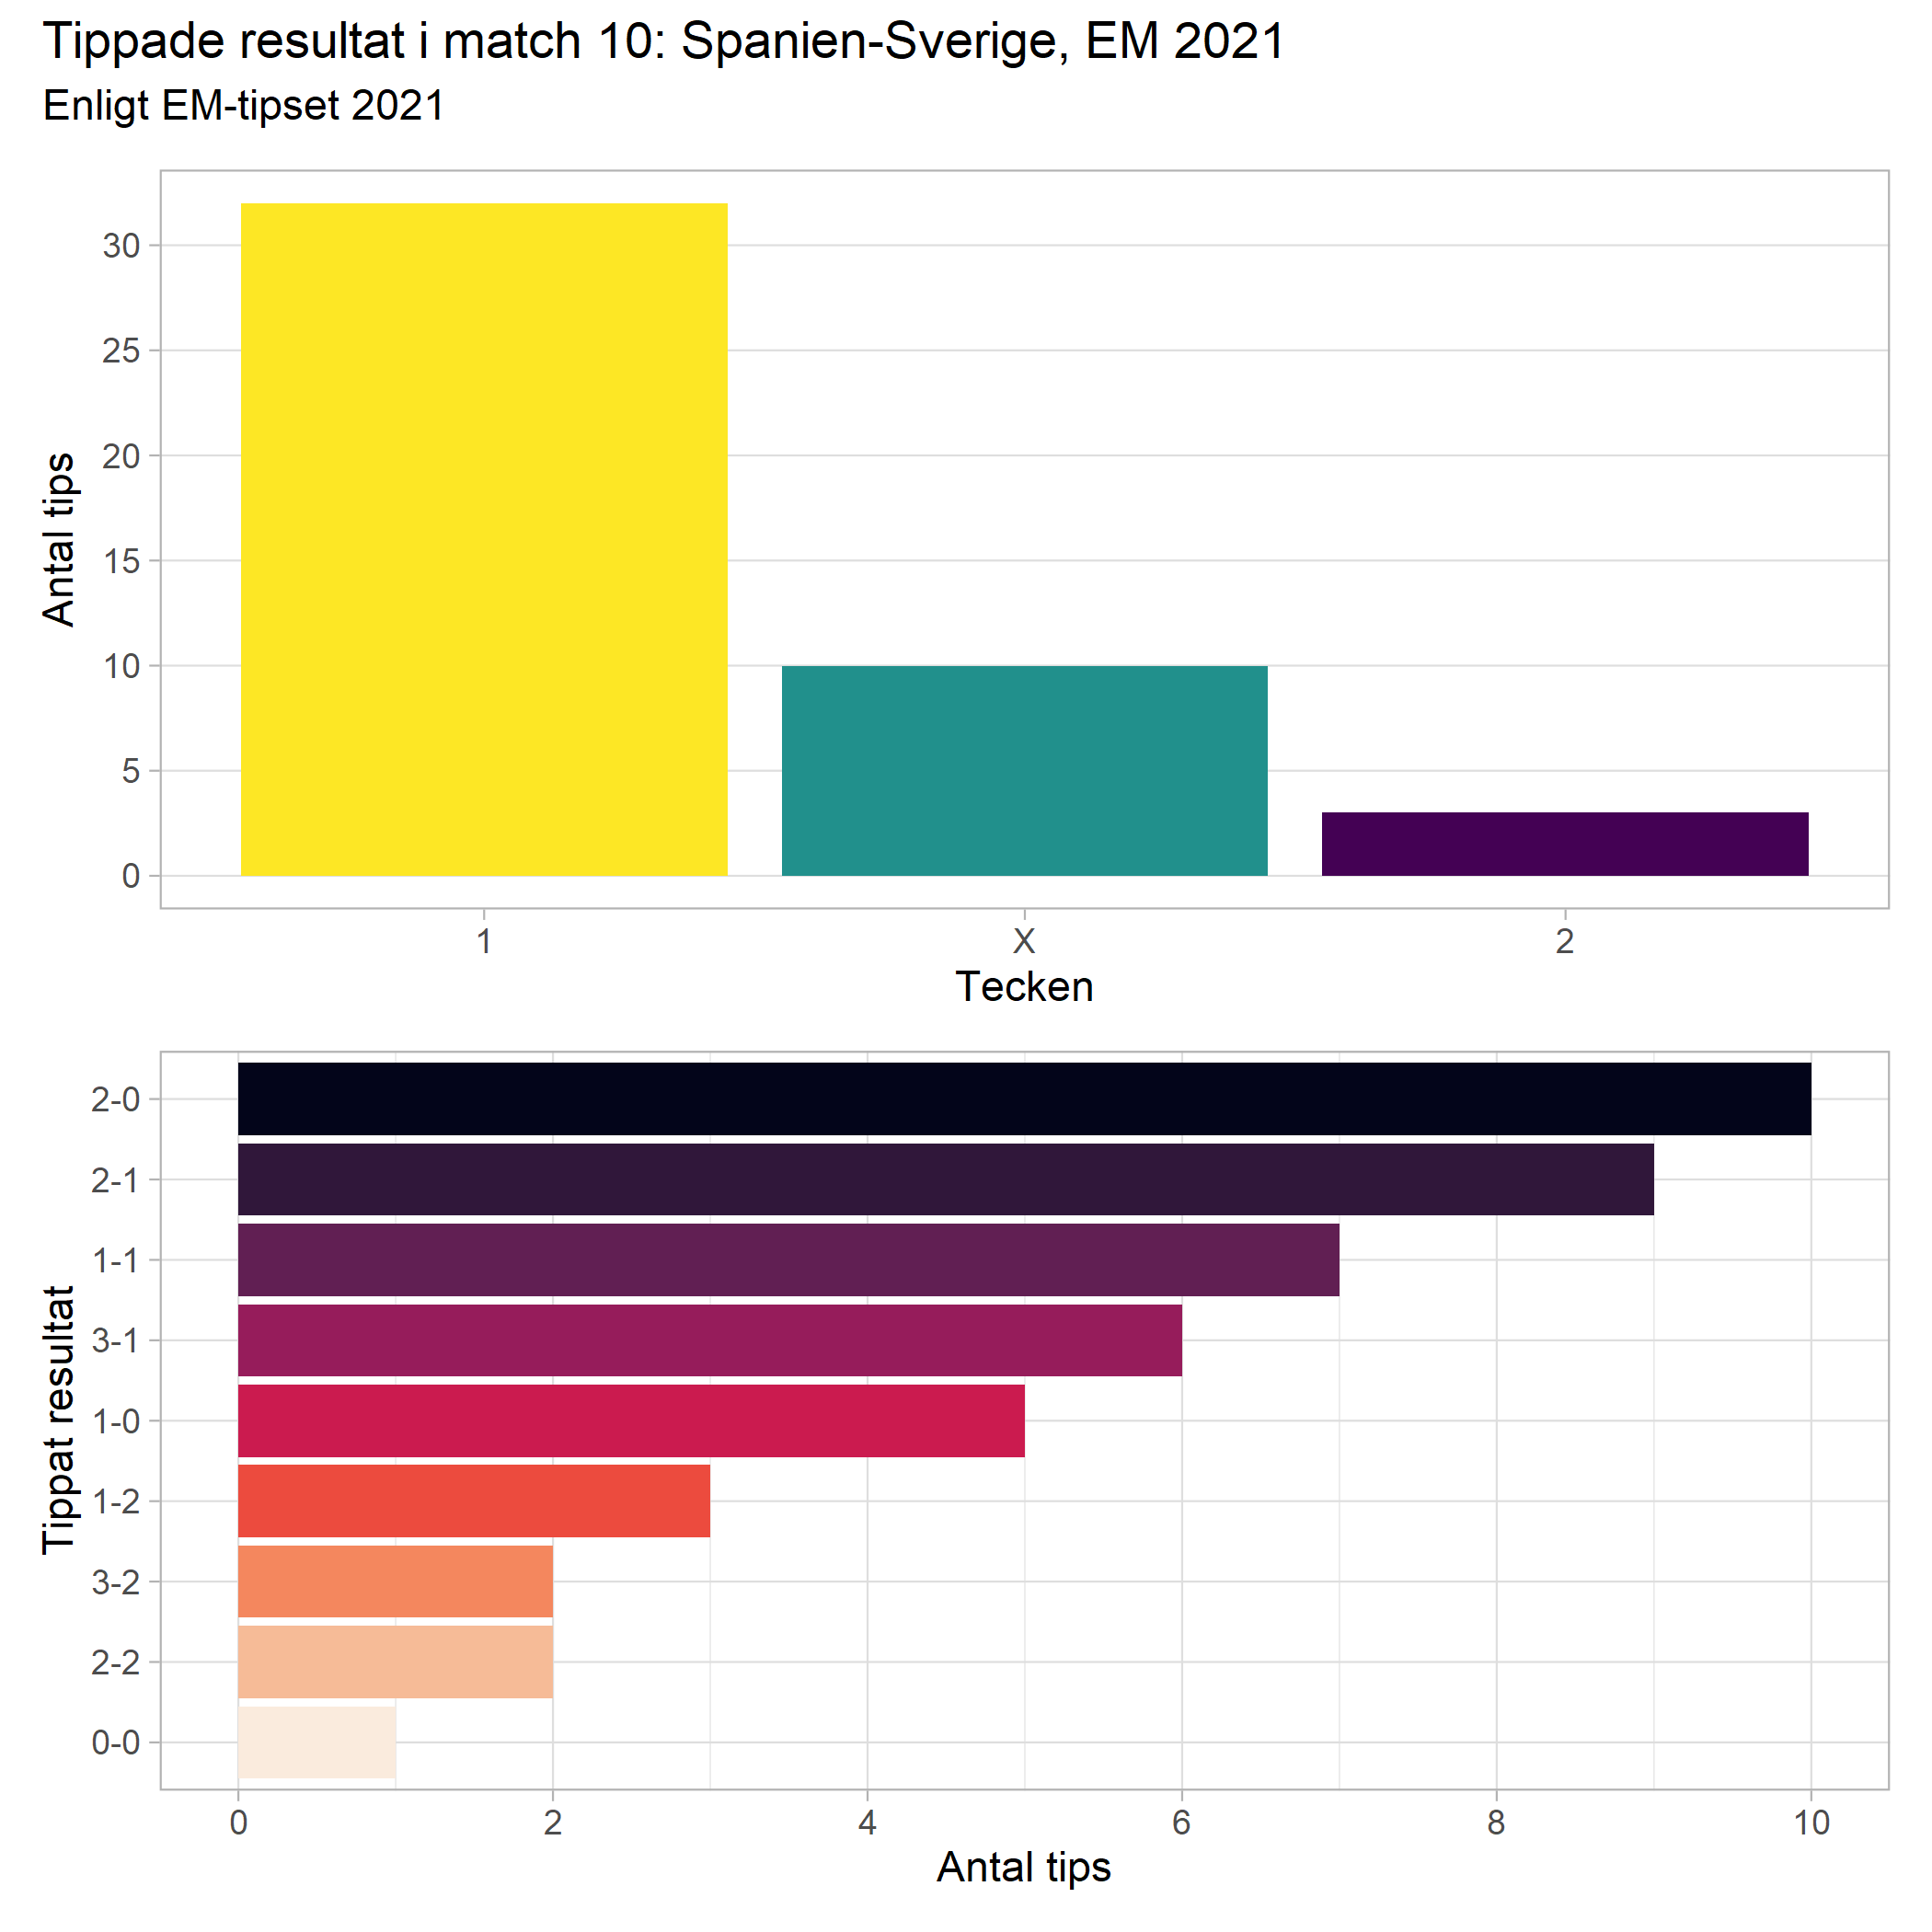 Tippade resultat i match 10: Spanien-Sverige, EM 2021
Enligt EM-tipset 2021
Antal tips
30
25
20
15
10
5
0
1 X 2
Tecken
Tippat resultat
2-0
2-1
1-1
3-1
1-0
1-2
3-2
2-2
0-0
0 2 4 6 8 10
Antal tips